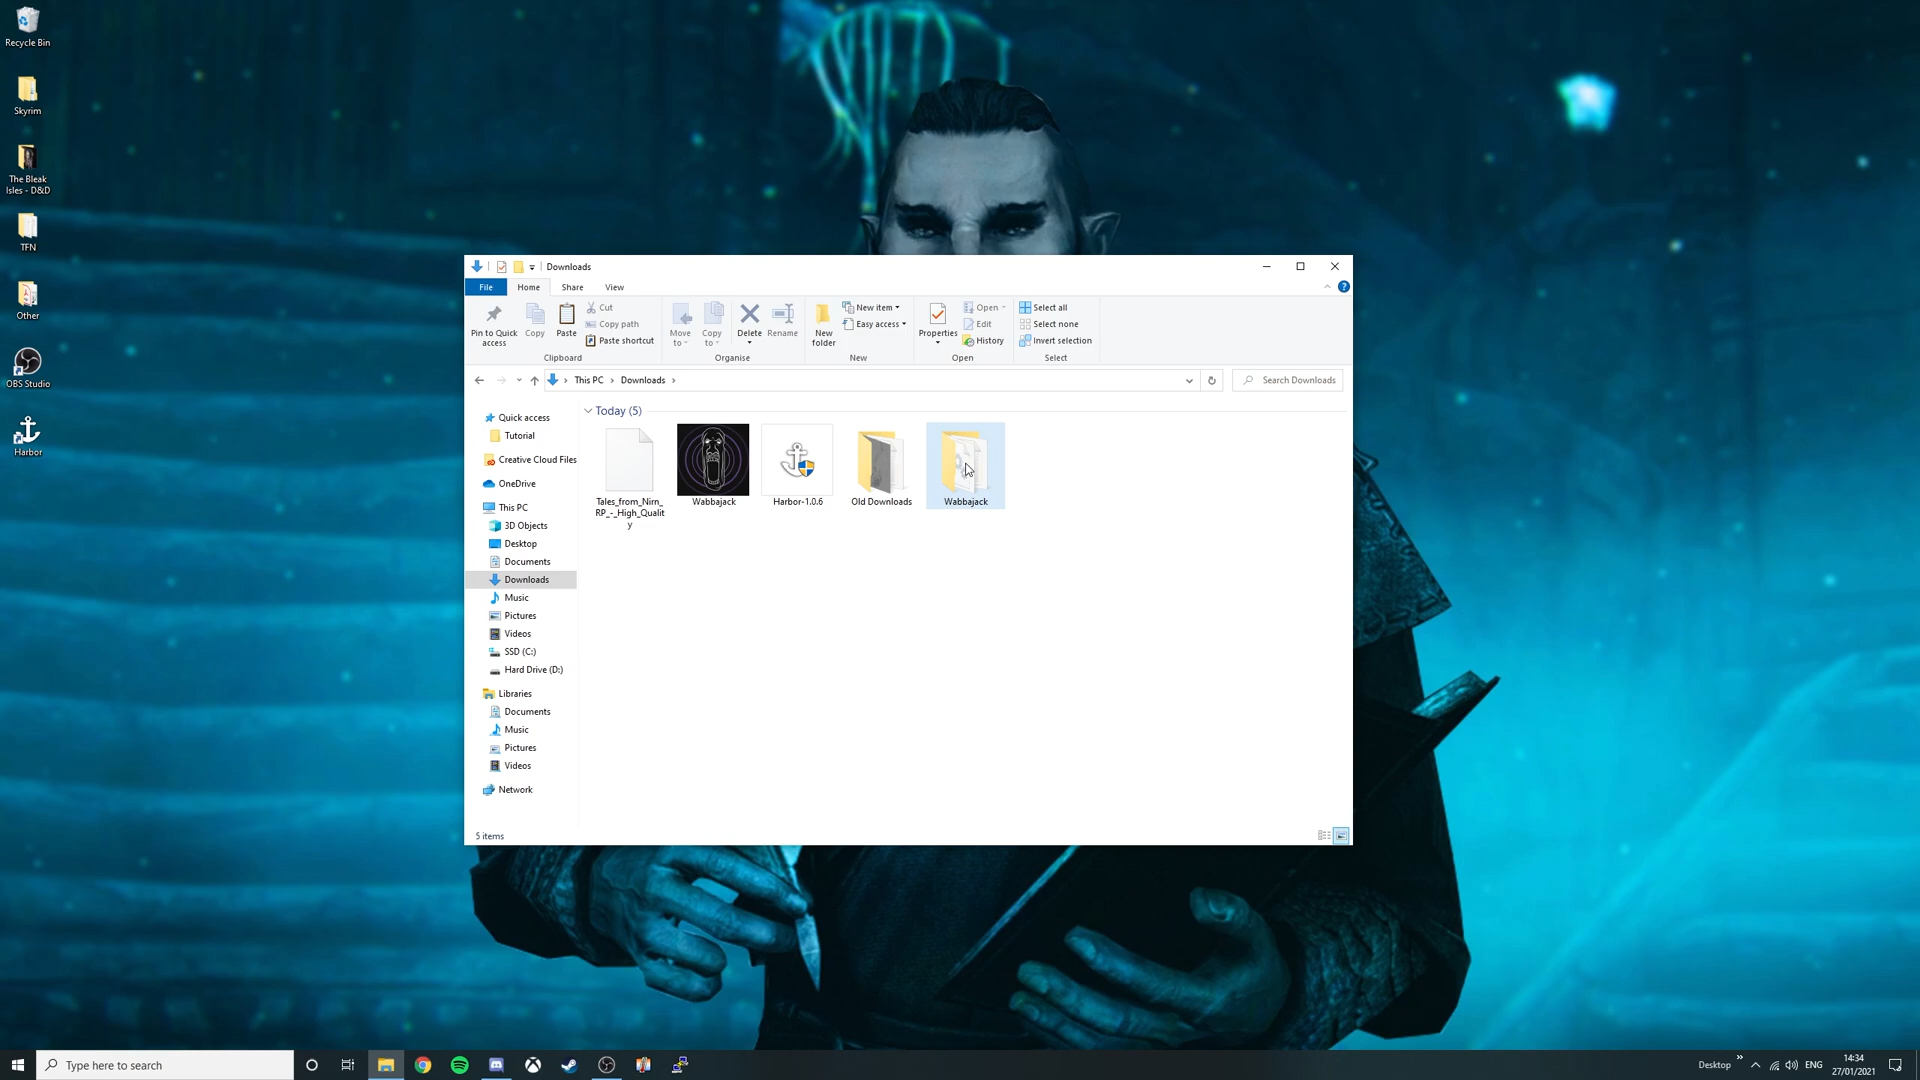 Recycle Bin
Skyrim
The Bleak
Isles - D&D
TFN
Other
OBS Studio
Harbor
Downloads
File
Home
Share
View
Pin to Quick
access
Copy
Paste
Cut
Copy path
Paste shortcut
Clipboard
Move
to
Copy
to
Delete
Rename
Organise
New
folder
New item
Easy access
New
Properties
Open
Edit
History
Open
Select all
Select none
Invert selection
Select
This PC
Downloads
Search Downloads
Quick access
Tutorial
Creative Cloud Files
OneDrive
This PC
3D Objects
Desktop
Documents
Downloads
Music
Pictures
Videos
SSD (C:)
Hard Drive (D:)
Libraries
Documents
Music
Pictures
Videos
Network
Today (5)
Tales_from_Nirn_
RP_-_High_Qualit
y
Wabbajack
Harbor-1.0.6
Old Downloads
Wabbajack
5 items
Type here to search
Desktop
ENG
14:34
27/01/2021